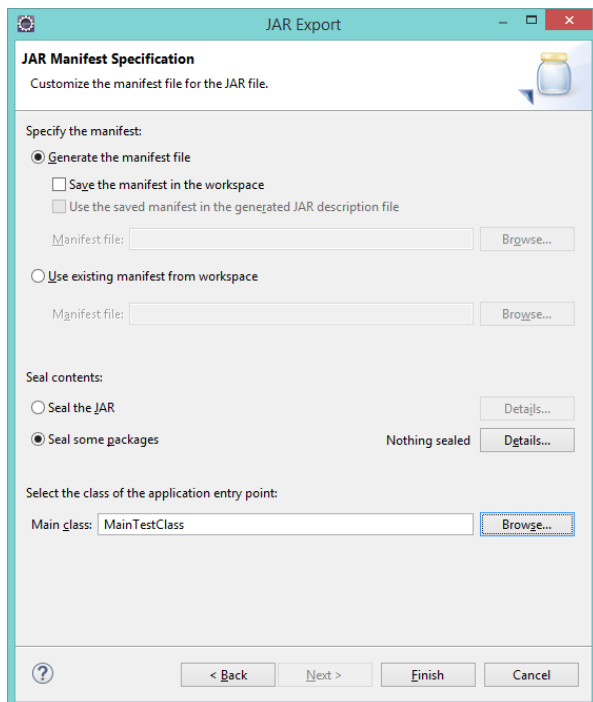 JAR Export
JAR Manifest Specification
Customize the manifest file for the JAR file.
Specify the manifest:
Generate the manifest file
Save the manifest in the workspace
Use the saved manifest in the generated JAR description file
Manifest file: Browse...
Use existing manifest from workspace
Manifest file: Browse...
Seal contents:
Seal the JAR Details...
Seal some packages Nothing sealed Details...
Select the class of the application entry point:
Main class: MainTestClass Browse...
? < Back Next > Finish Cancel